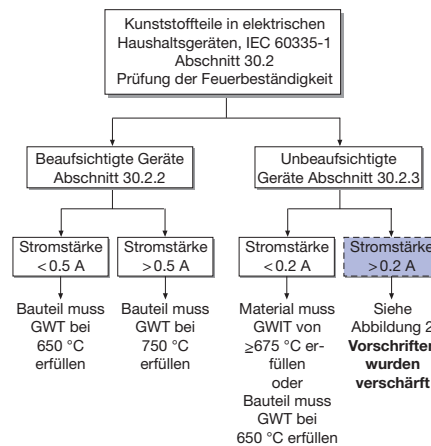 Kunststoffteile in elektrischen
Haushaltsgeräten, IEC 60335-1
Abschnitt 30.2
Prüfung der Feuerbeständigkeit
Beaufsichtigte Geräte
Abschnitt 30.2.2
Unbeaufsichtigte
Geräte Abschnitt 30.2.3
Stromstärke
<0.5 A
Stromstärke
>0.5 A
Stromstärke
<0.2 A
Stromstärke
>0.2 A
Bauteil muss
GWT bei
650 °C
erfüllen
Bauteil muss
GWT bei
750 °C
erfüllen
Material muss
GWIT von
≥675 °C er-
füllen
oder
Bauteil muss
GWT bei
650 °C erfüllen
Siehe
Abbildung 2
Vorschriften
wurden
verschärft